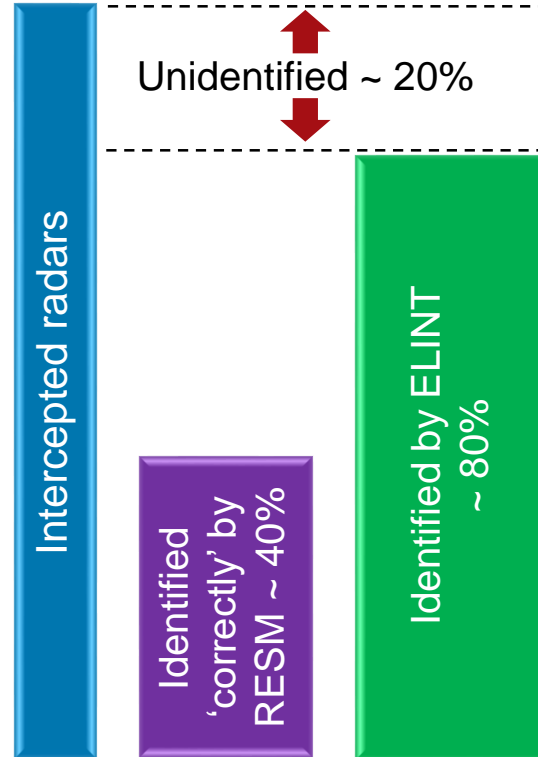 Unidentified ~ 20%
Intercepted radars
Identified
‘correctly’ by
RESM ~ 40%
Identified by ELINT
~ 80%